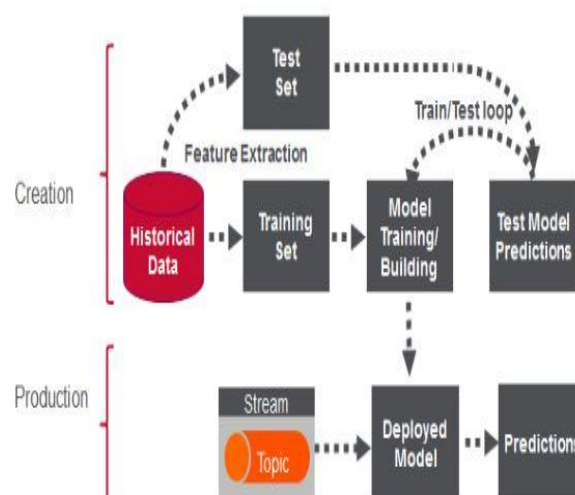 Test
Set
Train/Test loop
Feature Extraction
Creation
Historical
Data
Training
Set
Model
Training/
Building
Test Model
Predictions
Production
Stream
Topic
Deployed
Model
Predictions